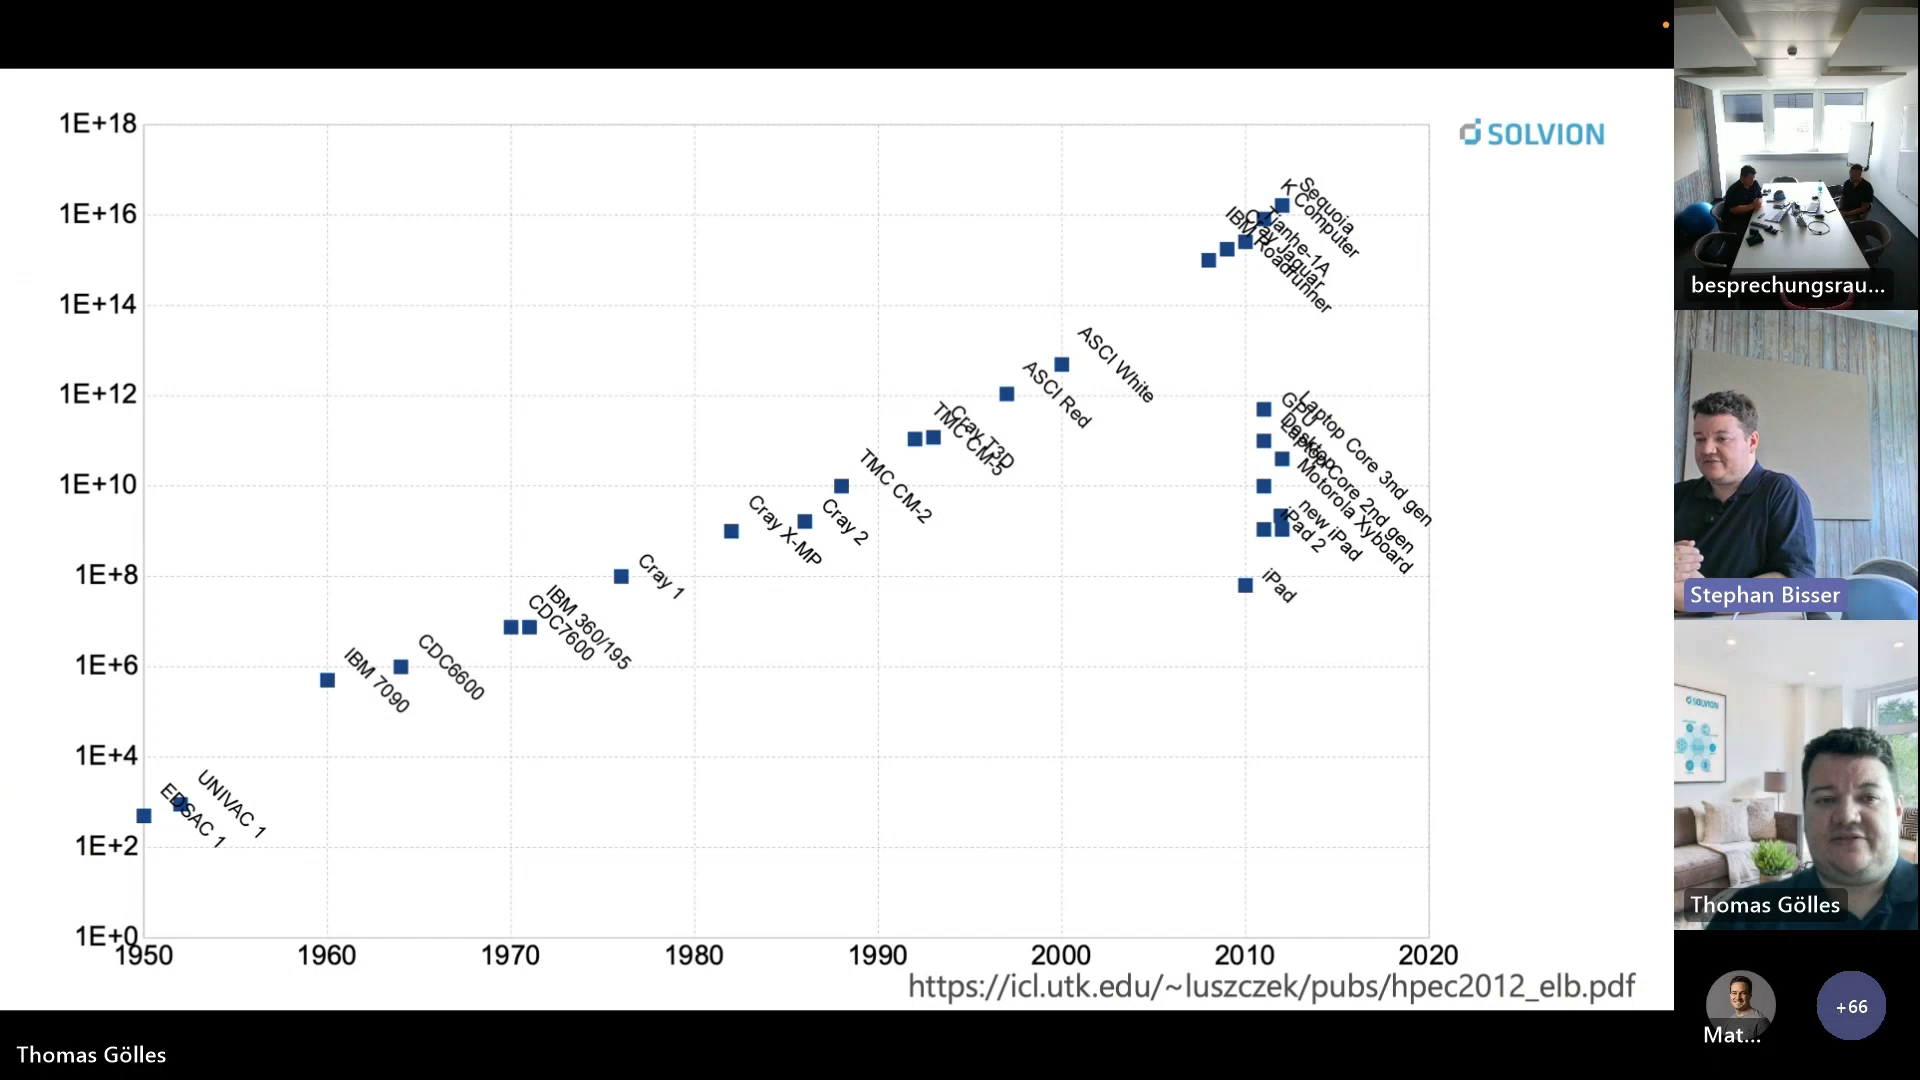 SOLVION
1E+18
1E+16
1E+14
1E+12
1E+10
1E+8
1E+6
1E+4
1E+2
1E+0
1950
1960
1970
1980
1990
2000
2010
2020
EDSAC 1
UNIVAC 1
IBM 7090
CDC6600
CDC7600
IBM 360/195
Cray 1
Cray X-MP
Cray 2
TMC CM-2
TMC CM-5
Cray T3D
ASCI Red
ASCI White
IBM Roadrunner
Cray Jaguar
Tianhe-1A
K Computer
Sequoia
GPU
Desktop
Laptop Core 2nd gen
Laptop Core 3nd gen
Motorola Xyboard
new iPad
iPad 2
iPad
https://icl.utk.edu/~luszczek/pubs/hpec2012_elb.pdf
Thomas Gölles
besprechungsrau...
Stephan Bisser
SOLVION
Thomas Gölles
Mat...
+66